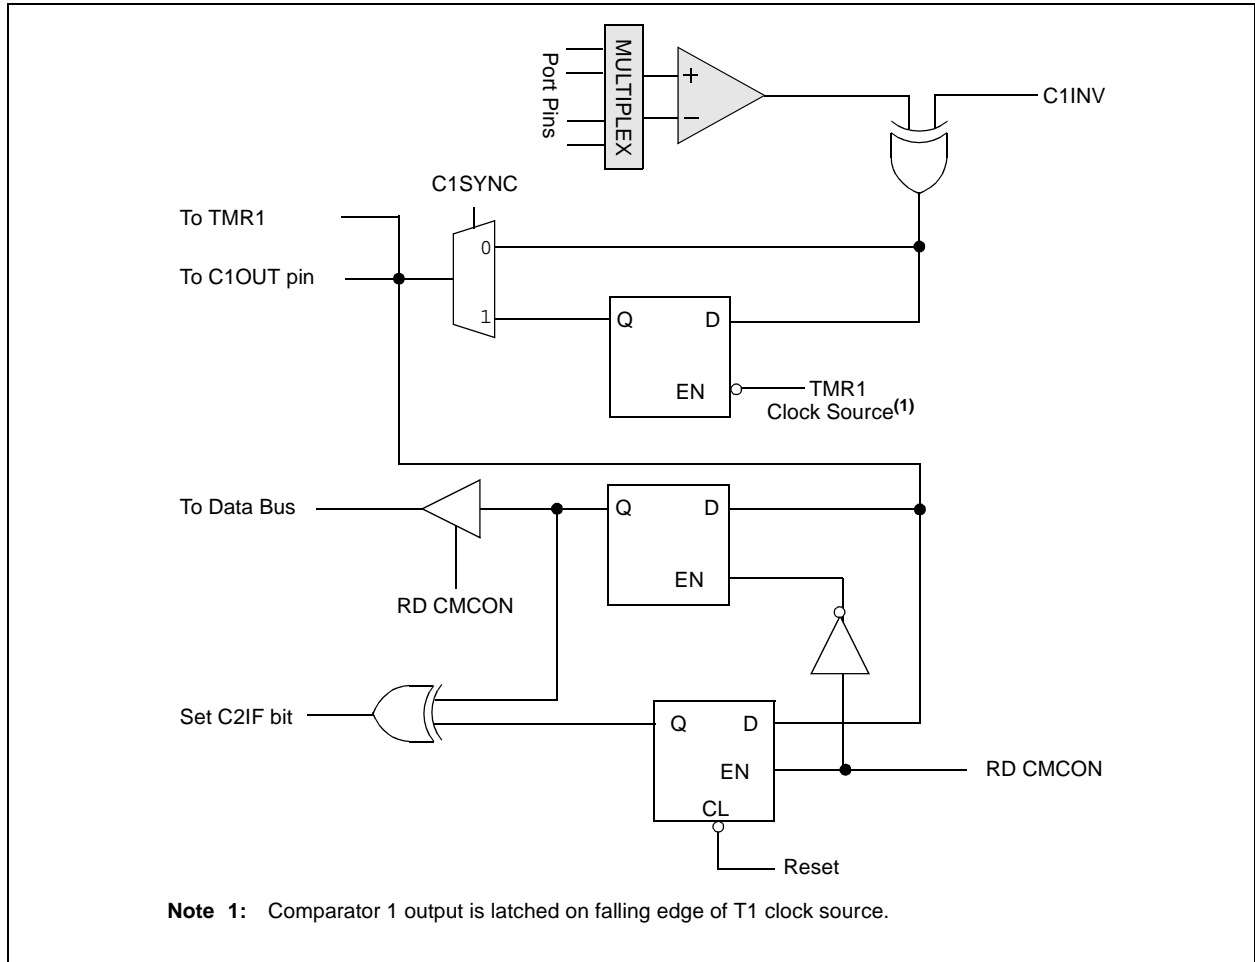 Port Pins
MULTIPLEX
+
−
C1INV
C1SYNC
To TMR1
0
To C1OUT pin
1
Q D
EN
TMR1
Clock Source(1)
To Data Bus
Q D
EN
RD CMCON
Set C2IF bit
Q D
EN
RD CMCON
CL
Reset
Note 1: Comparator 1 output is latched on falling edge of T1 clock source.